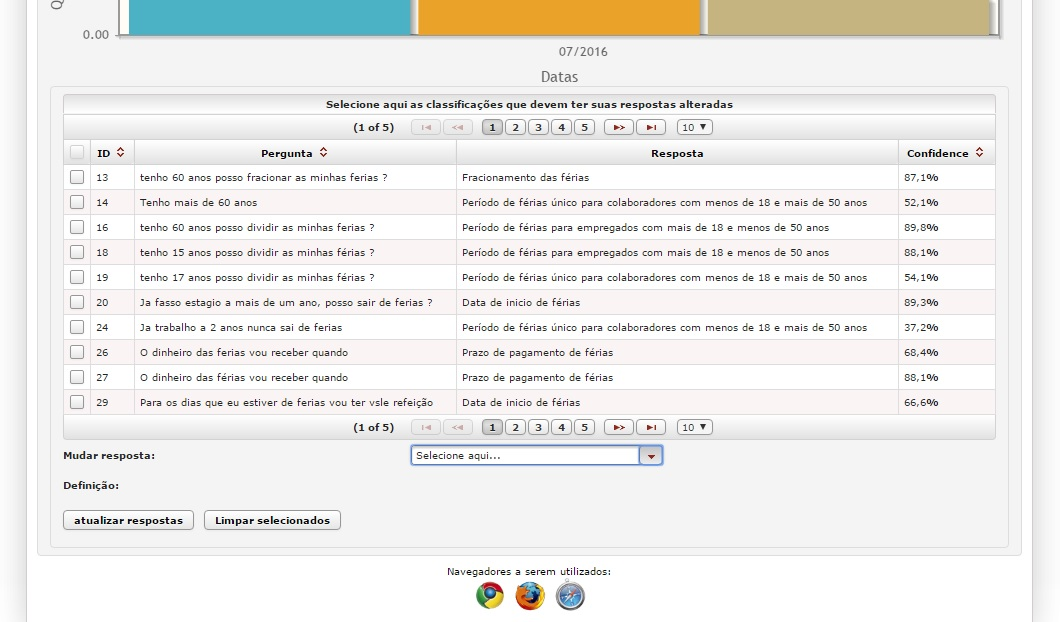 Q
0.00
07/2016
Datas
Selecione aqui as classificações que devem ter suas respostas alteradas
(1 of 5) 1 2 3 4 5 10
ID Pergunta Resposta Confidence
13 tenho 60 anos posso fracionar as minhas ferias ? Fracionamento das férias 87,1%
14 Tenho mais de 60 anos Período de férias único para colaboradores com menos de 18 e mais de 50 anos 52,1%
16 tenho 60 anos posso dividir as minhas ferias ? Período de férias para empregados com mais de 18 e menos de 50 anos 89,8%
18 tenho 15 anos posso dividir as minhas férias ? Período de férias para empregados com mais de 18 e menos de 50 anos 88,1%
19 tenho 17 anos posso dividir as minhas férias ? Período de férias único para colaboradores com menos de 18 e mais de 50 anos 54,1%
20 Ja fasso estagio a mais de um ano, posso sair de ferias ? Data de inicio de férias 89,3%
24 Ja trabalho a 2 anos nunca sai de ferias Período de férias único para colaboradores com menos de 18 e mais de 50 anos 37,2%
26 O dinheiro das ferias vou receber quando Prazo de pagamento de férias 68,4%
27 O dinheiro das férias vou receber quando Prazo de pagamento de férias 88,1%
29 Para os dias que eu estiver de ferias vou ter vsle refeição Data de inicio de férias 66,6%
(1 of 5) 1 2 3 4 5 10
Mudar resposta: Selecione aqui...
Definição:
atualizar respostas Limpar selecionados
Navegadores a serem utilizados: